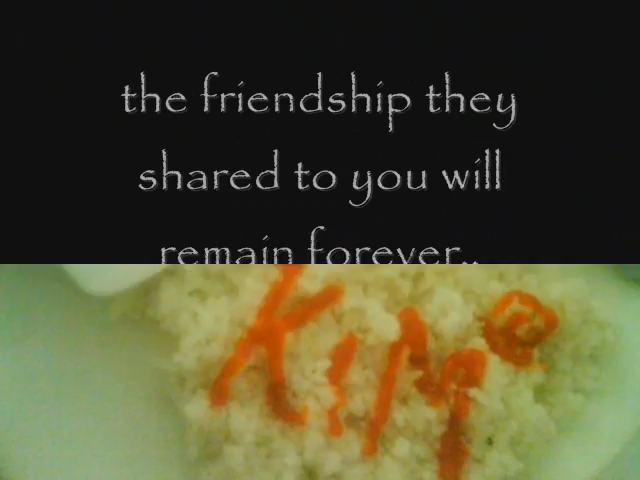 the friendship they
shared to you will
remain forever..
KIM